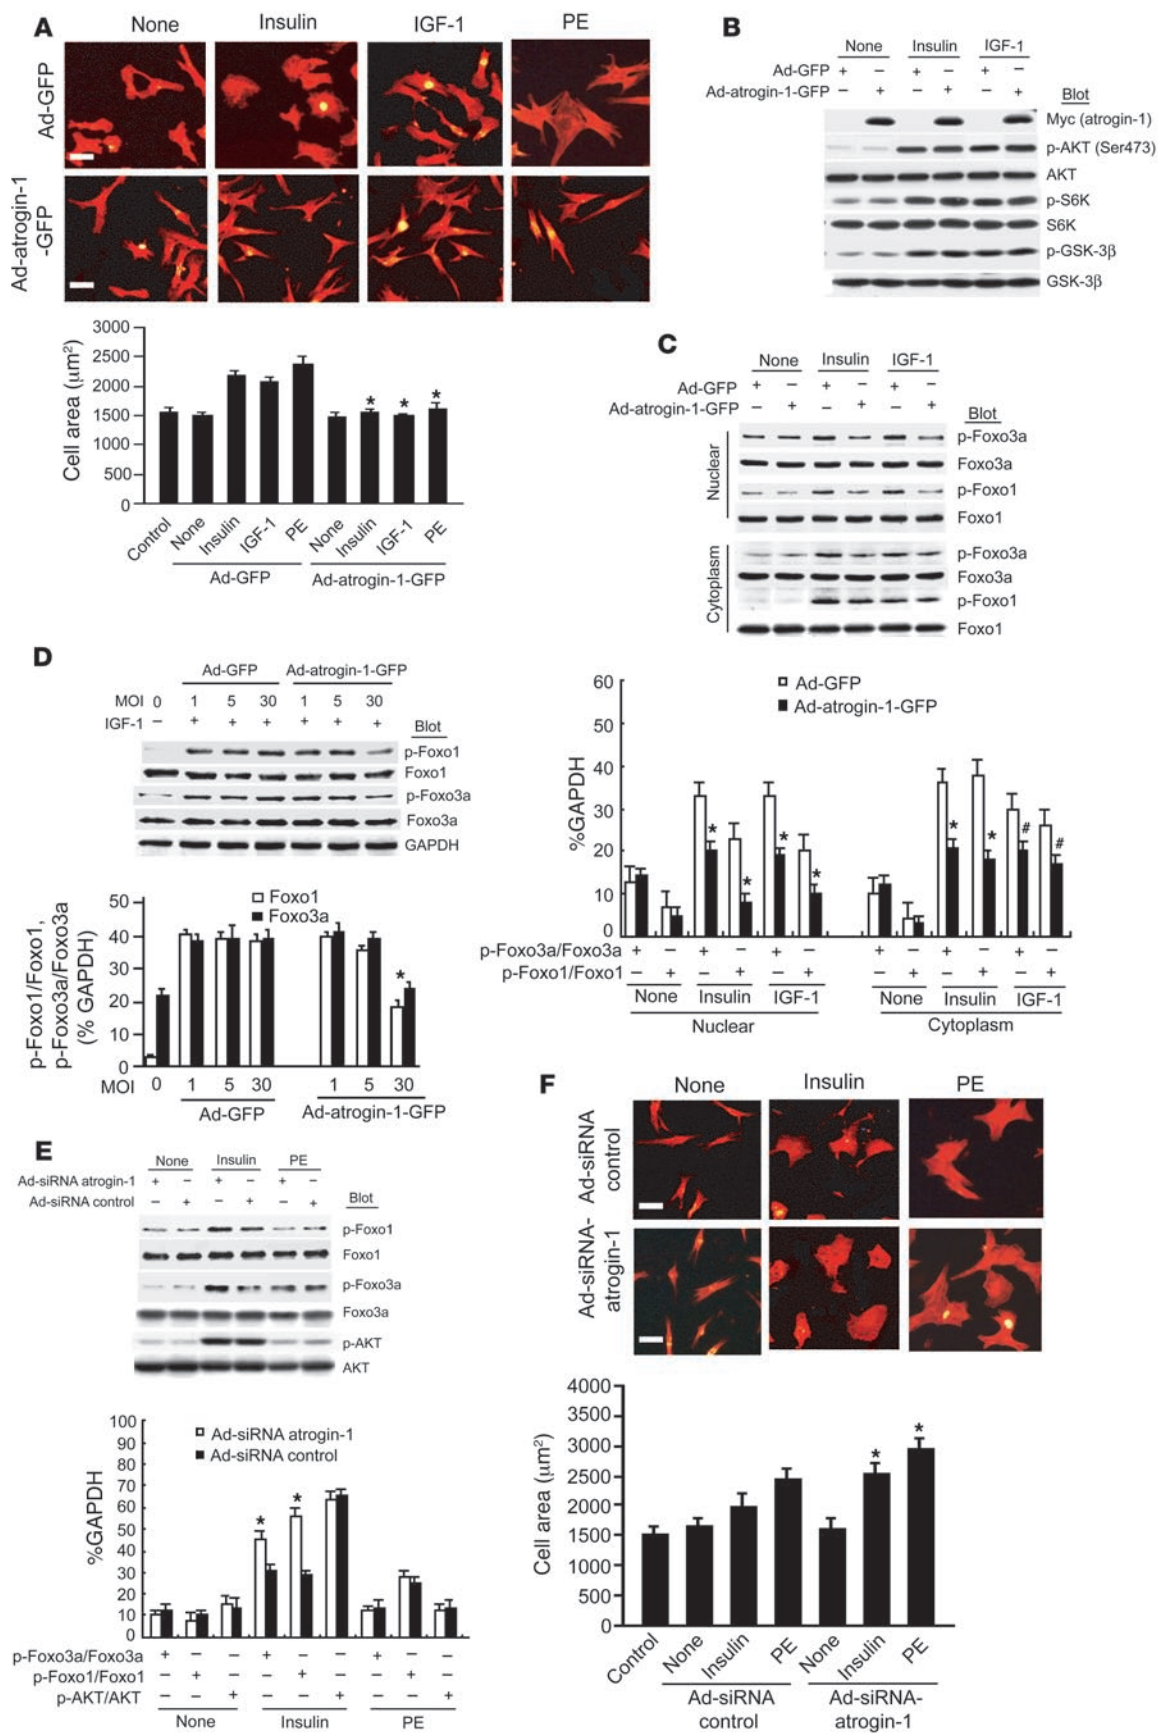 A
None Insulin IGF-1 PE
Ad-GFP
Ad-atrogin-1
-GFP
Cell area (μm²)
3000
2500
2000
1500
1000
500
0
* * *
Control None Insulin IGF-1 PE None Insulin IGF-1 PE
Ad-GFP Ad-atrogin-1-GFP
B
None Insulin IGF-1
Ad-GFP + – + – + –
Ad-atrogin-1-GFP – + – + – +
Blot
Myc (atrogin-1)
p-AKT (Ser473)
AKT
p-S6K
S6K
p-GSK-3β
GSK-3β
C
None Insulin IGF-1
Ad-GFP + – + – + –
Ad-atrogin-1-GFP – + – + – +
Blot
Nuclear
p-Foxo3a
Foxo3a
p-Foxo1
Foxo1
Cytoplasm
p-Foxo3a
Foxo3a
p-Foxo1
Foxo1
%GAPDH
60
50
40
30
20
10
0
Ad-GFP
Ad-atrogin-1-GFP
* * * * * * # #
p-Foxo3a/Foxo3a + – + – + – + – + – + –
p-Foxo1/Foxo1 – + – + – + – + – + – +
None Insulin IGF-1 None Insulin IGF-1
Nuclear Cytoplasm
D
Ad-GFP Ad-atrogin-1-GFP
MOI 0 1 5 30 1 5 30
IGF-1 – + + + + + +
Blot
p-Foxo1
Foxo1
p-Foxo3a
Foxo3a
GAPDH
p-Foxo1/Foxo1,
p-Foxo3a/Foxo3a
(% GAPDH)
50
40
30
20
10
0
Foxo1
Foxo3a
*
MOI 0 1 5 30 1 5 30
Ad-GFP Ad-atrogin-1-GFP
E
None Insulin PE
Ad-siRNA atrogin-1 + – + – + –
Ad-siRNA control – + – + – +
Blot
p-Foxo1
Foxo1
p-Foxo3a
Foxo3a
p-AKT
AKT
%GAPDH
100
90
80
70
60
50
40
30
20
10
0
Ad-siRNA atrogin-1
Ad-siRNA control
* *
p-Foxo3a/Foxo3a + – – + – – + – –
p-Foxo1/Foxo1 – + – – + – – + –
p-AKT/AKT – – + – – + – – +
None Insulin PE
F
None Insulin PE
Ad-siRNA
control
Ad-siRNA-
atrogin-1
Cell area (μm²)
4000
3500
3000
2500
2000
1500
1000
500
0
* *
Control None Insulin PE None Insulin PE
Ad-siRNA
control
Ad-siRNA-
atrogin-1